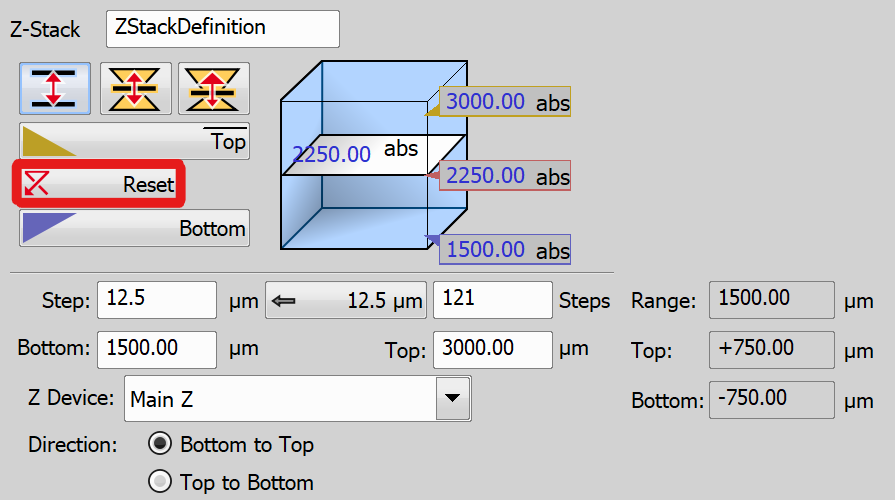 Z-Stack ZStackDefinition
3000.00 abs
Top
2250.00 abs
2250.00 abs
Reset
Bottom
1500.00 abs
Step: 12.5 µm 12.5 µm 121 Steps Range: 1500.00 µm
Bottom: 1500.00 µm Top: 3000.00 µm Top: +750.00 µm
Z Device: Main Z Bottom: -750.00 µm
Direction: Bottom to Top
Top to Bottom